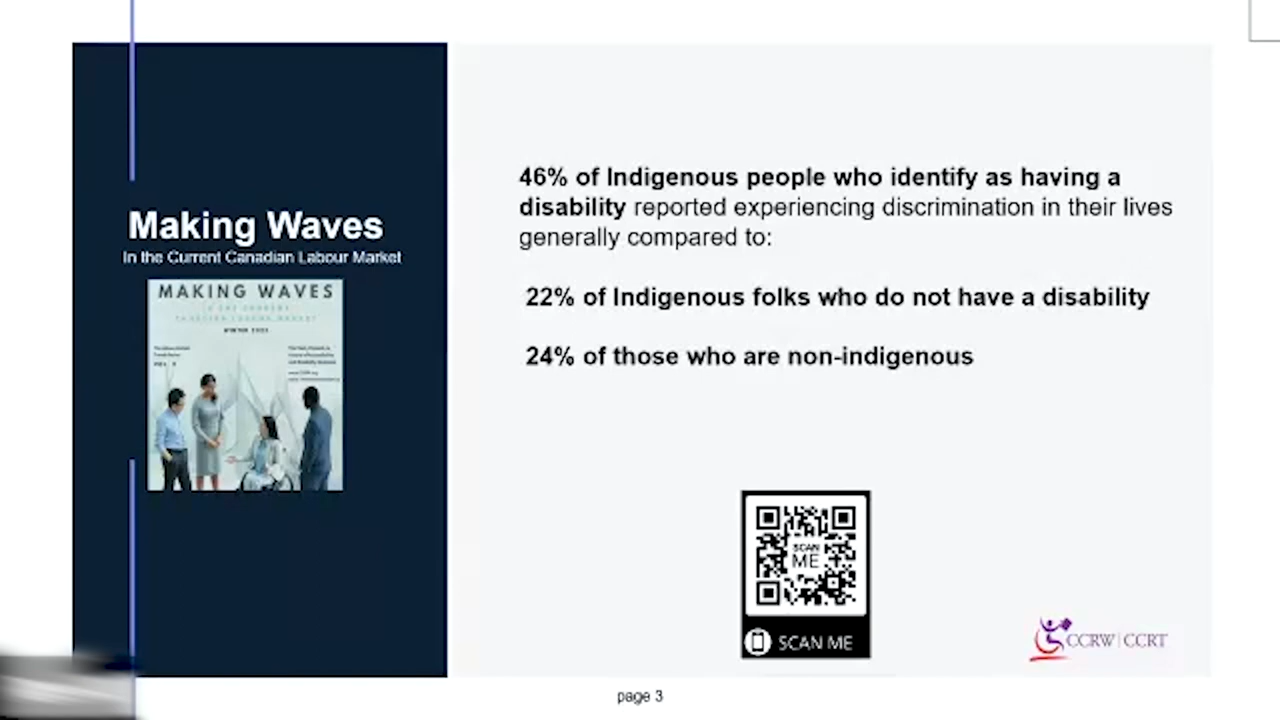 Making Waves
In the Current Canadian Labour Market
MAKING WAVES
WINTER 2023
46% of Indigenous people who identify as having a
disability reported experiencing discrimination in their lives
generally compared to:
22% of Indigenous folks who do not have a disability
24% of those who are non-indigenous
SCAN
ME
SCAN ME
CCRW | CCRT
page 3